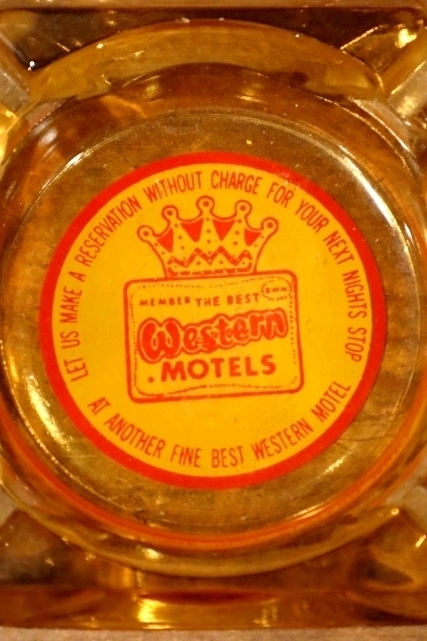 LET US MAKE A RESERVATION WITHOUT CHARGE FOR YOUR NEXT NIGHTS STOP
MEMBER THE BEST
BWM
Western
MOTELS
AT ANOTHER FINE BEST WESTERN MOTEL